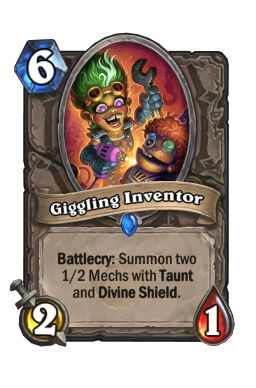 6
Giggling Inventor
Battlecry: Summon two
1/2 Mechs with Taunt
and Divine Shield.
2
1